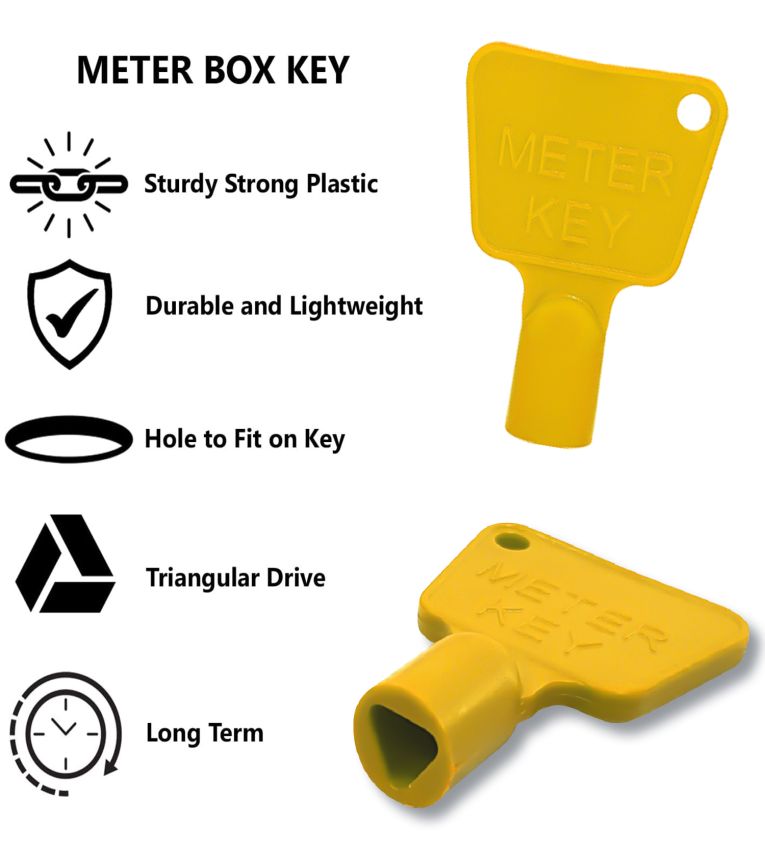 METER BOX KEY
Sturdy Strong Plastic
Durable and Lightweight
Hole to Fit on Key
Triangular Drive
Long Term
METER
KEY
METER
KEY